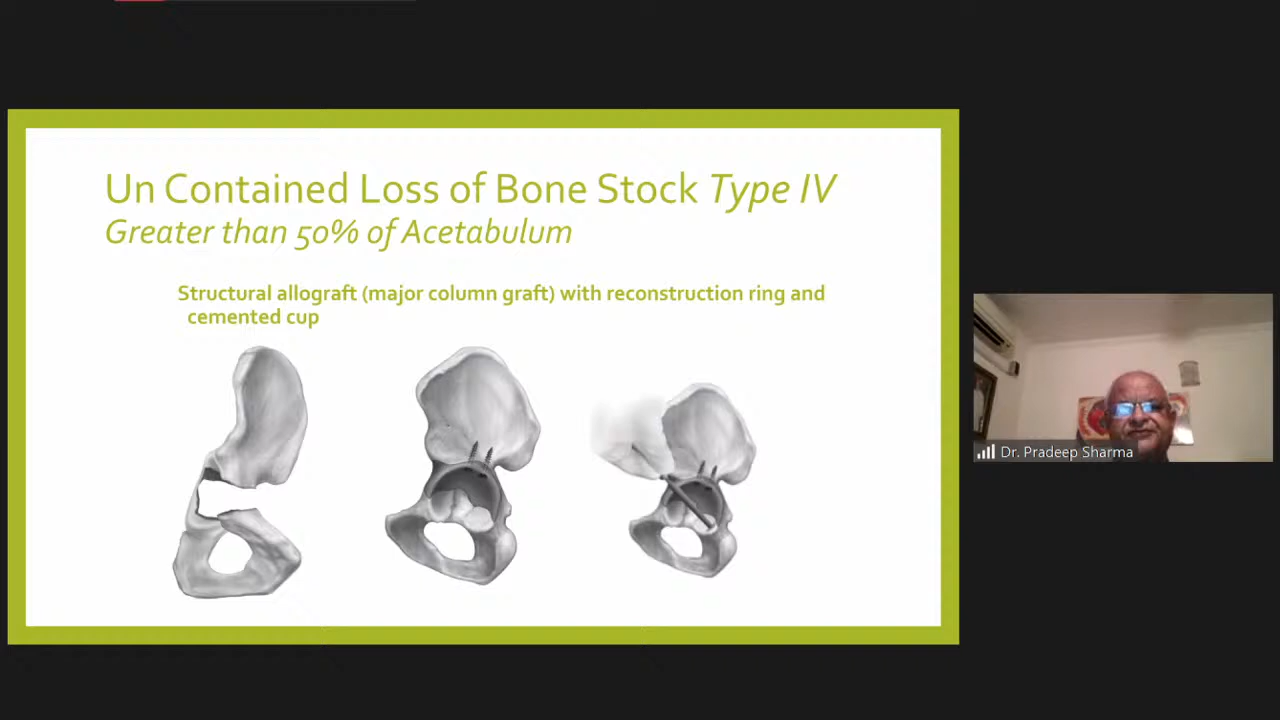 Un Contained Loss of Bone Stock Type IV
Greater than 50% of Acetabulum
Structural allograft (major column graft) with reconstruction ring and
cemented cup
Dr. Pradeep Sharma